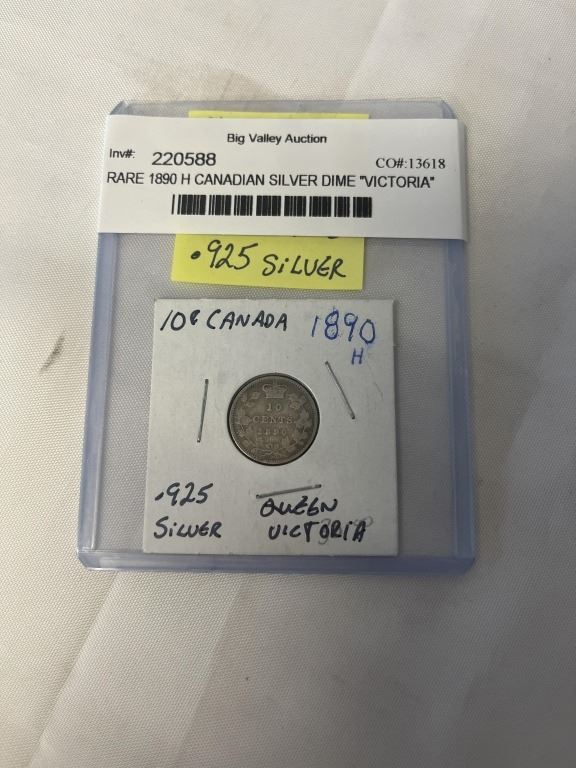 Big Valley Auction
Inv#: 220588 CO#:13618
RARE 1890 H CANADIAN SILVER DIME "VICTORIA"
.925 SILVER
10¢ CANADA 1890
H
10
CENTS
1890
.925 QUEEN
SILVER VICTORIA